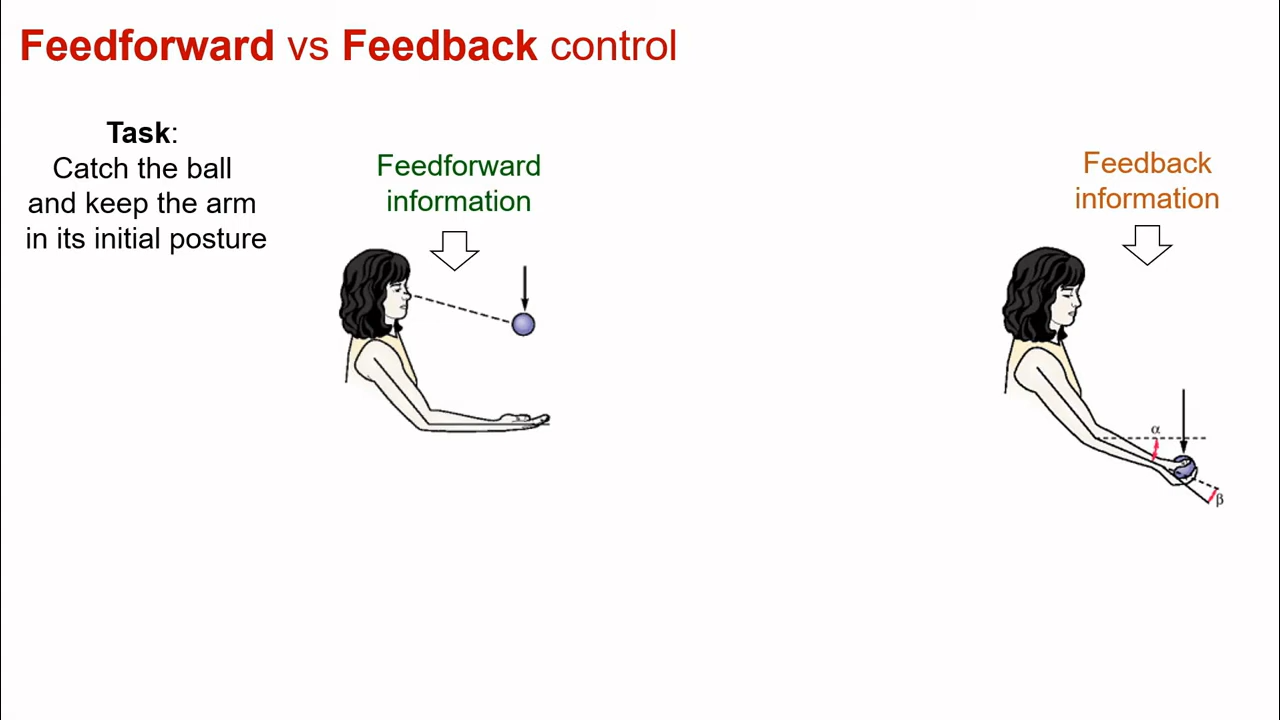 Feedforward vs Feedback control
Task:
Catch the ball
and keep the arm
in its initial posture
Feedforward
information
Feedback
information
α
β